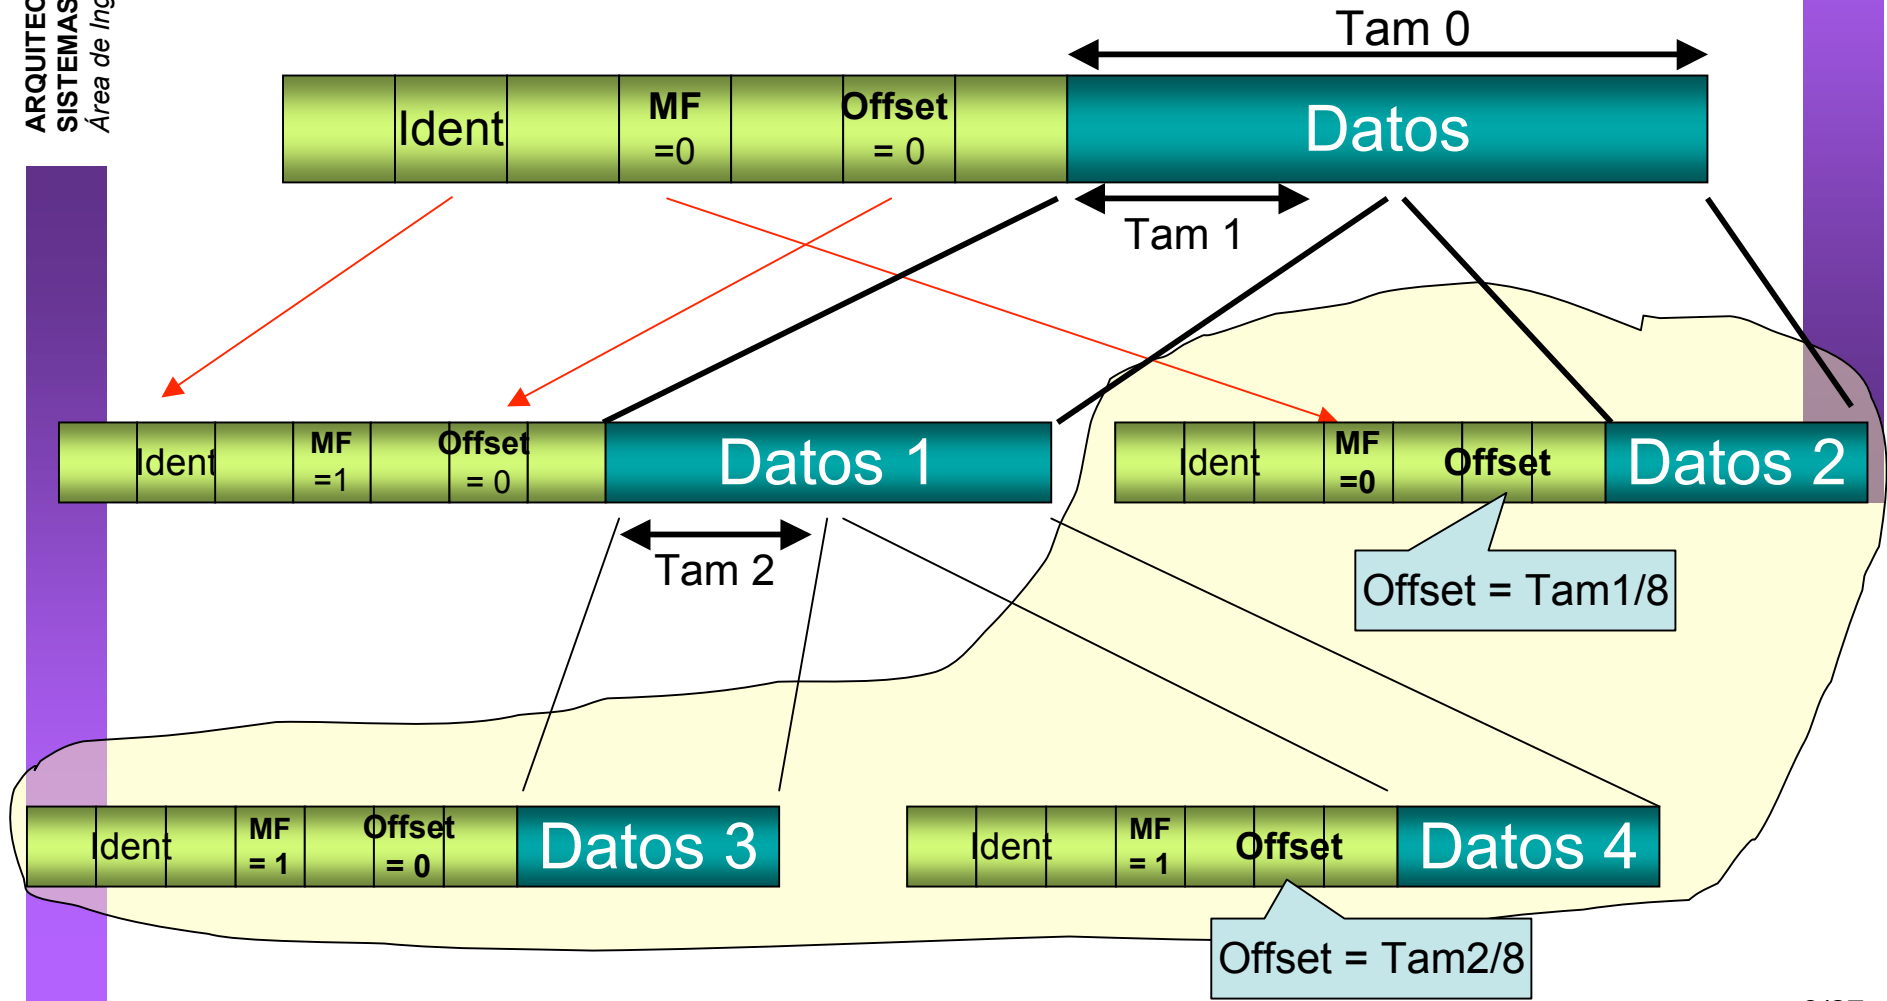 ARQUITEC
SISTEMAS
Área de Ing
Tam 0
Ident
MF
=0
Offset
= 0
Datos
Tam 1
Ident
MF
=1
Offset
= 0
Datos 1
Ident
MF
=0
Offset
Datos 2
Tam 2
Offset = Tam1/8
Ident
MF
= 1
Offset
= 0
Datos 3
Ident
MF
= 1
Offset
Datos 4
Offset = Tam2/8